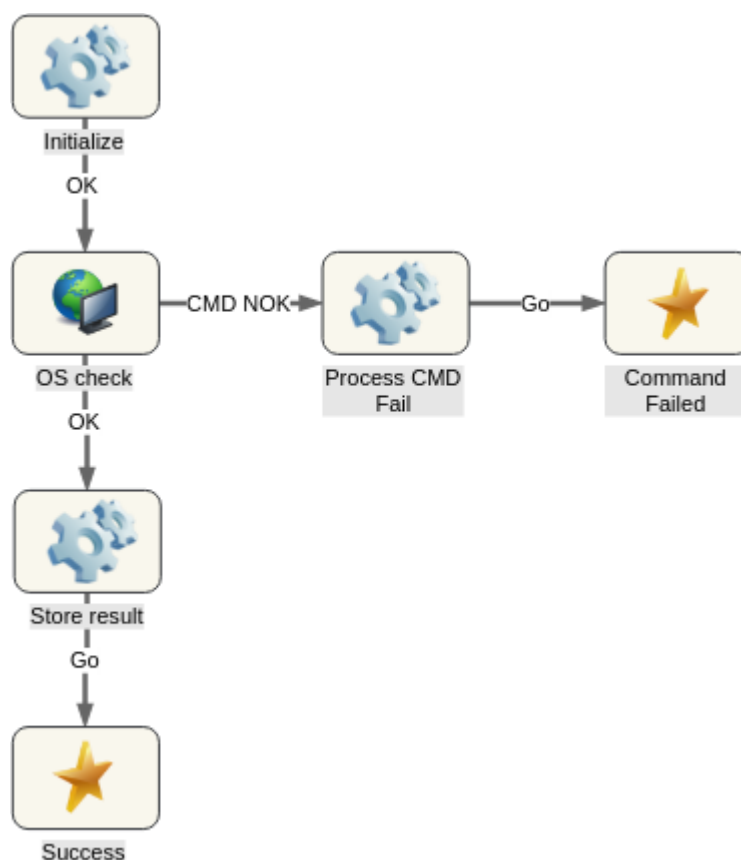 Initialize
OK
CMD NOK
Go
OS check
Process CMD
Fail
Command
Failed
OK
Store result
Go
Success